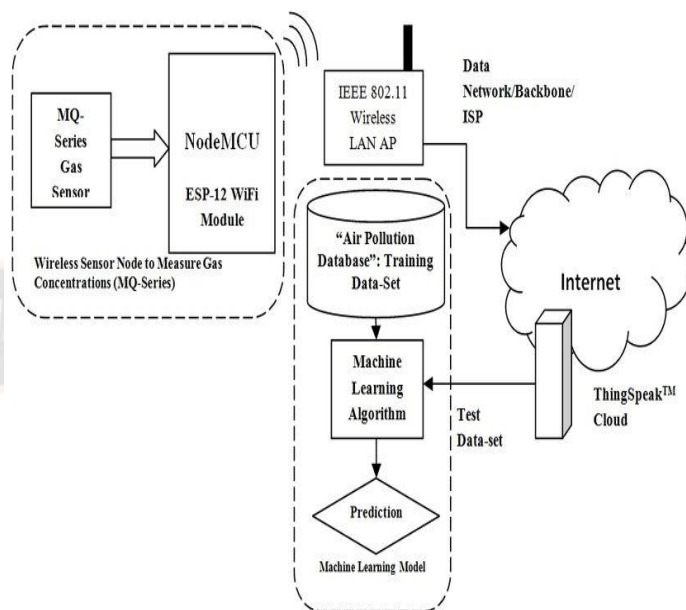 MQ-
Series
Gas
Sensor
NodeMCU
ESP-12 WiFi
Module
Wireless Sensor Node to Measure Gas
Concentrations (MQ-Series)
IEEE 802.11
Wireless
LAN AP
Data
Network/Backbone/
ISP
Internet
ThingSpeak™
Cloud
“Air Pollution
Database”: Training
Data-Set
Machine
Learning
Algorithm
Test
Data-set
Prediction
Machine Learning Model